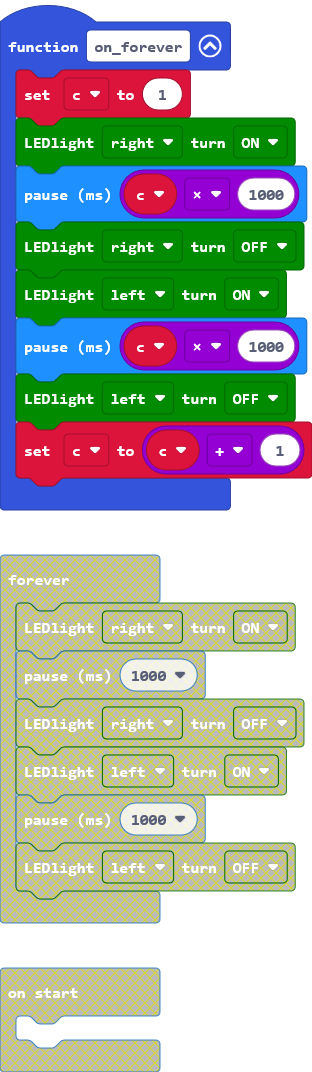 function on_forever
set c to 1
LEDlight right turn ON
pause (ms) c × 1000
LEDlight right turn OFF
LEDlight left turn ON
pause (ms) c × 1000
LEDlight left turn OFF
set c to c + 1
forever
LEDlight right turn ON
pause (ms) 1000
LEDlight right turn OFF
LEDlight left turn ON
pause (ms) 1000
LEDlight left turn OFF
on start